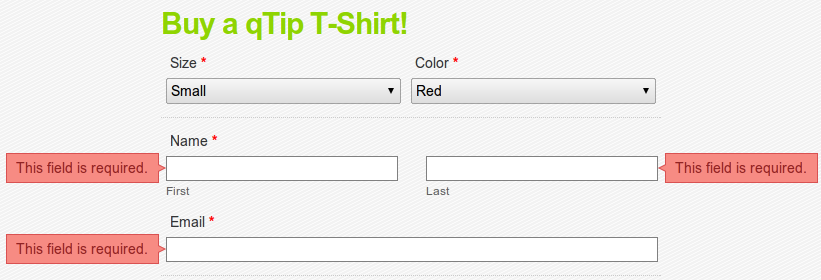 Buy a qTip T-Shirt!
Size * Color *
Small Red
Name *
This field is required. This field is required.
First Last
Email *
This field is required.